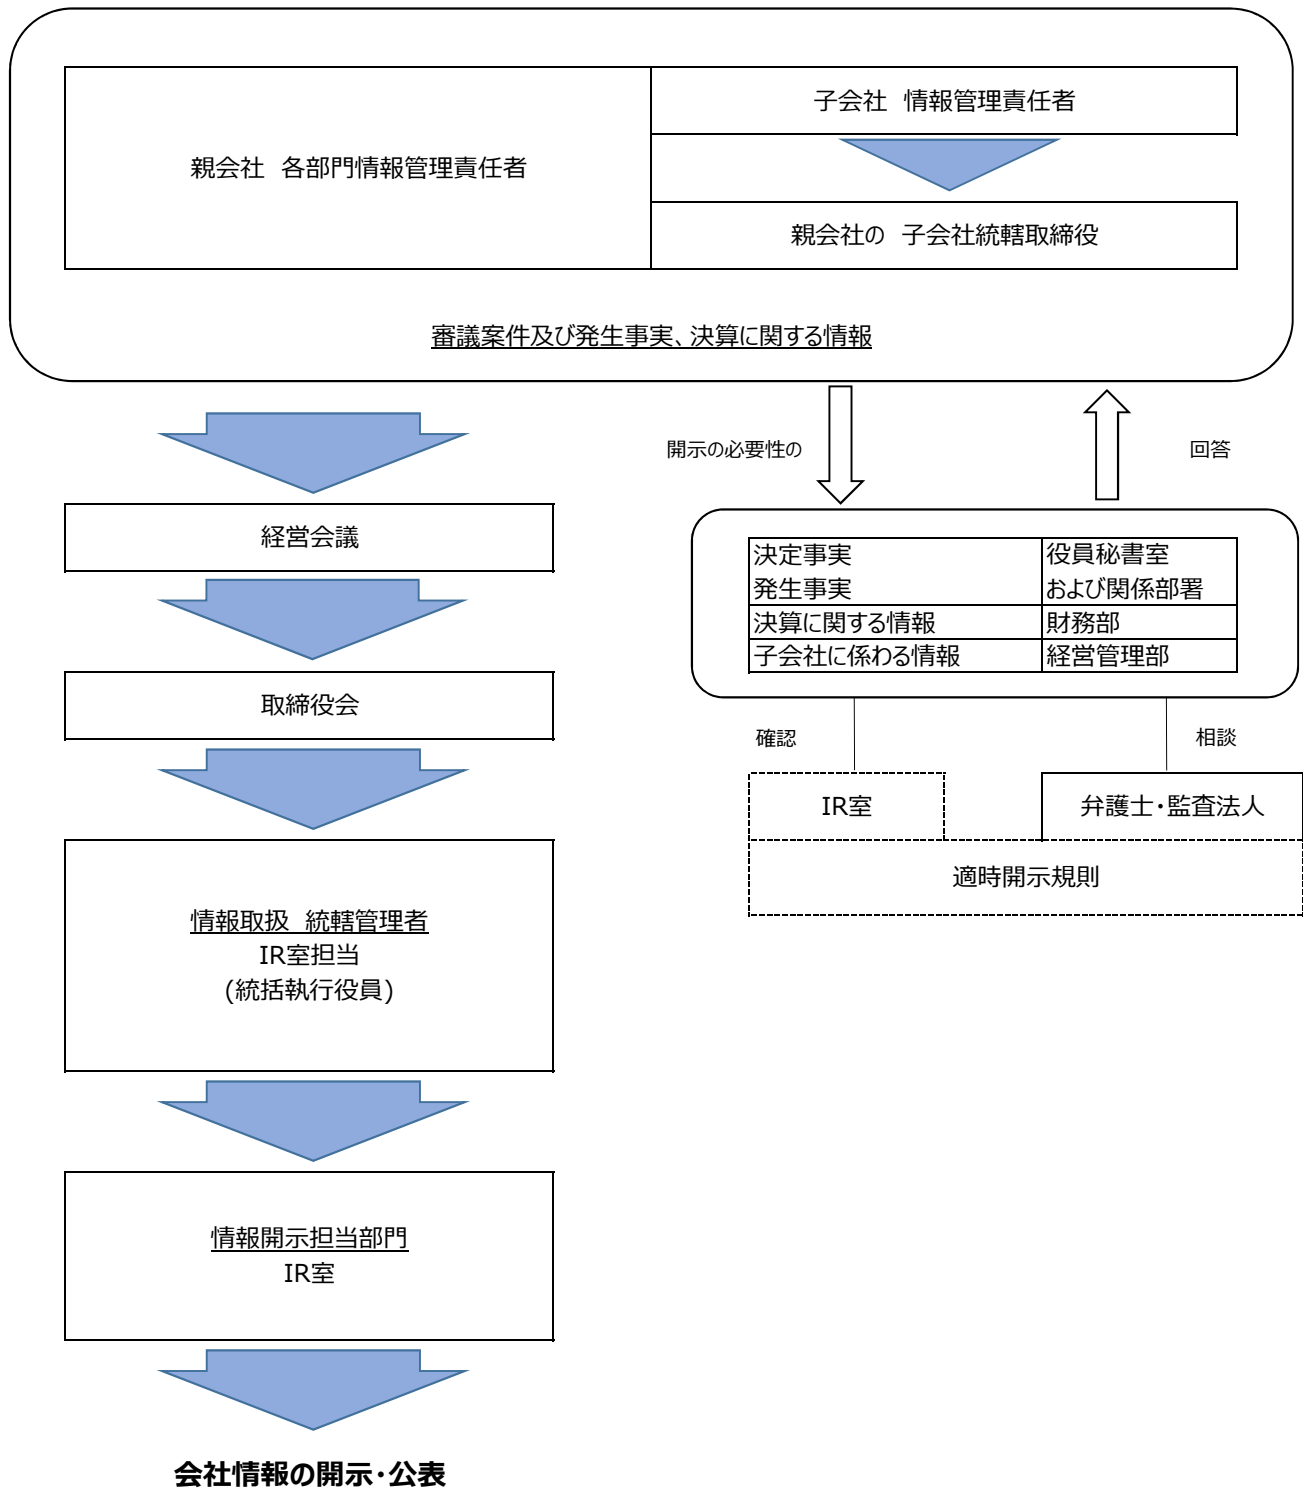 子会社 情報管理責任者
親会社 各部門情報管理責任者
親会社の 子会社統轄取締役
審議案件及び発生事実、決算に関する情報
開示の必要性の
回答
経営会議
決定事実 役員秘書室
発生事実 および関係部署
決算に関する情報 財務部
子会社に係わる情報 経営管理部
取締役会
確認
相談
IR室
弁護士・監査法人
適時開示規則
情報取扱 統轄管理者
IR室担当
(統括執行役員)
情報開示担当部門
IR室
会社情報の開示・公表